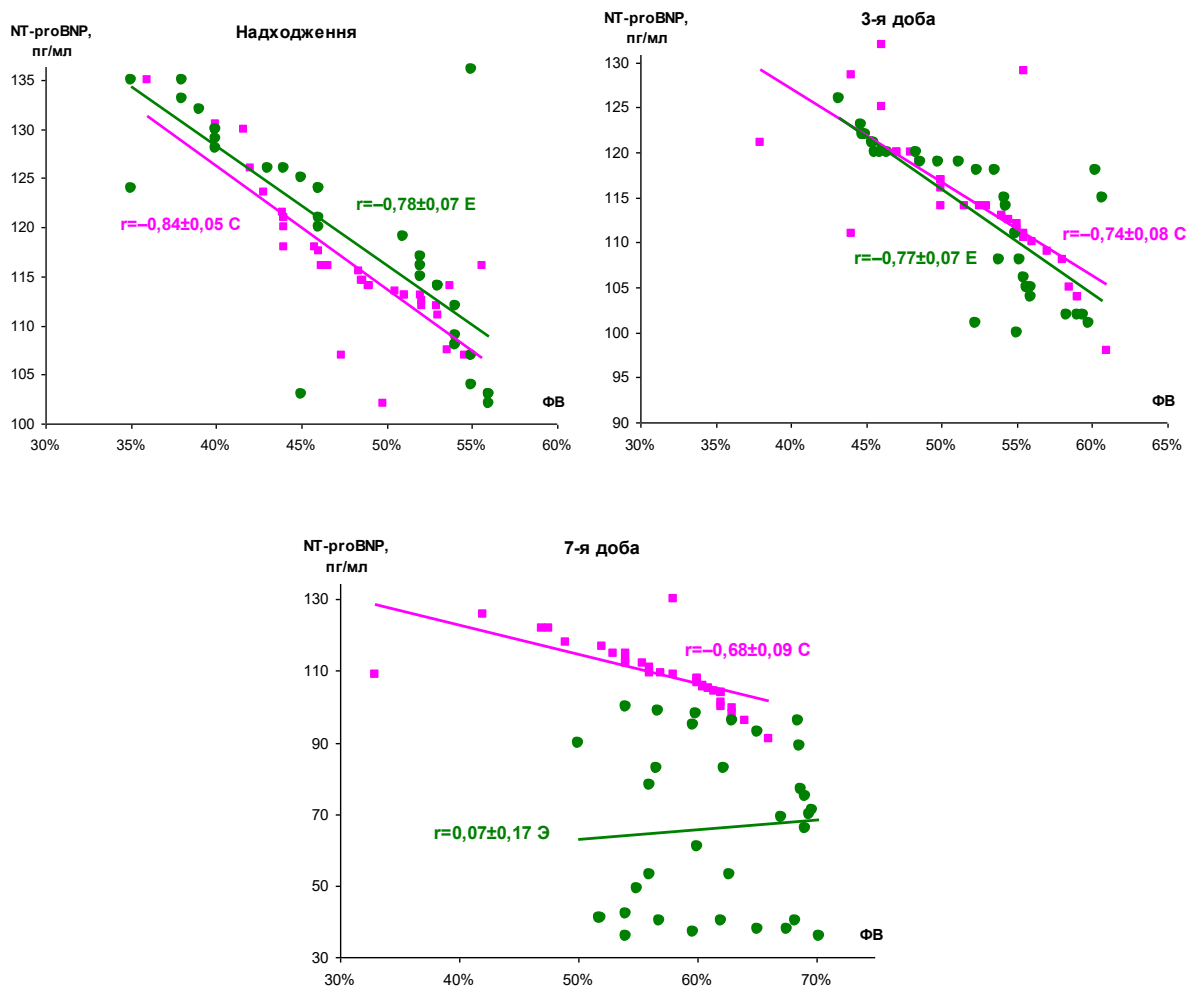 NT-proBNP,
пг/мл
Надходження
135
130
125
120
115
110
105
100
r=–0,84±0,05 С
r=–0,78±0,07 Е
ФВ
30% 35% 40% 45% 50% 55% 60%
NT-proBNP,
пг/мл
3-я доба
130
125
120
115
110
105
100
95
90
r=–0,74±0,08 С
r=–0,77±0,07 Е
ФВ
30% 35% 40% 45% 50% 55% 60% 65%
NT-proBNP,
пг/мл
7-я доба
130
110
90
70
50
30
r=–0,68±0,09 С
r=0,07±0,17 Э
ФВ
30% 40% 50% 60% 70%